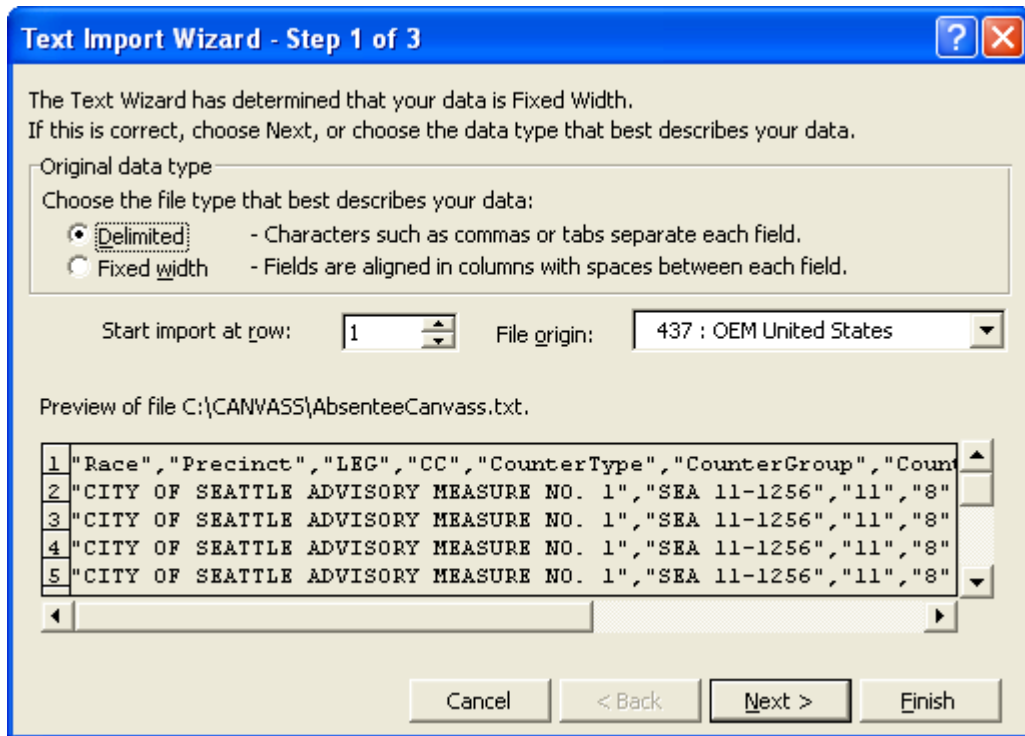 Text Import Wizard - Step 1 of 3
The Text Wizard has determined that your data is Fixed Width.
If this is correct, choose Next, or choose the data type that best describes your data.
Original data type
Choose the file type that best describes your data:
Delimited - Characters such as commas or tabs separate each field.
Fixed width - Fields are aligned in columns with spaces between each field.
Start import at row: 1 File origin: 437 : OEM United States
Preview of file C:\CANVASS\AbsenteeCanvass.txt.
1 "Race","Precinct","LEG","CC","CounterType","CounterGroup","Count
2 "CITY OF SEATTLE ADVISORY MEASURE NO. 1","SEA 11-1256","11","8"
3 "CITY OF SEATTLE ADVISORY MEASURE NO. 1","SEA 11-1256","11","8"
4 "CITY OF SEATTLE ADVISORY MEASURE NO. 1","SEA 11-1256","11","8"
5 "CITY OF SEATTLE ADVISORY MEASURE NO. 1","SEA 11-1256","11","8"
Cancel < Back Next > Finish